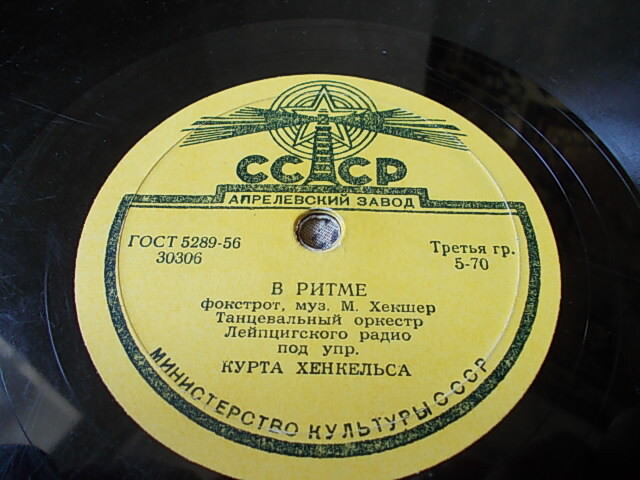 СССР
АПРЕЛЕВСКИЙ ЗАВОД
ГОСТ 5289-56
30306
Третья гр.
5-70
В РИТМЕ
фокстрот, муз. М. Хекшер
Танцевальный оркестр
Лейпцигского радио
под упр.
КУРТА ХЕНКЕЛЬСА
МИНИСТЕРСТВО КУЛЬТУРЫ СССР